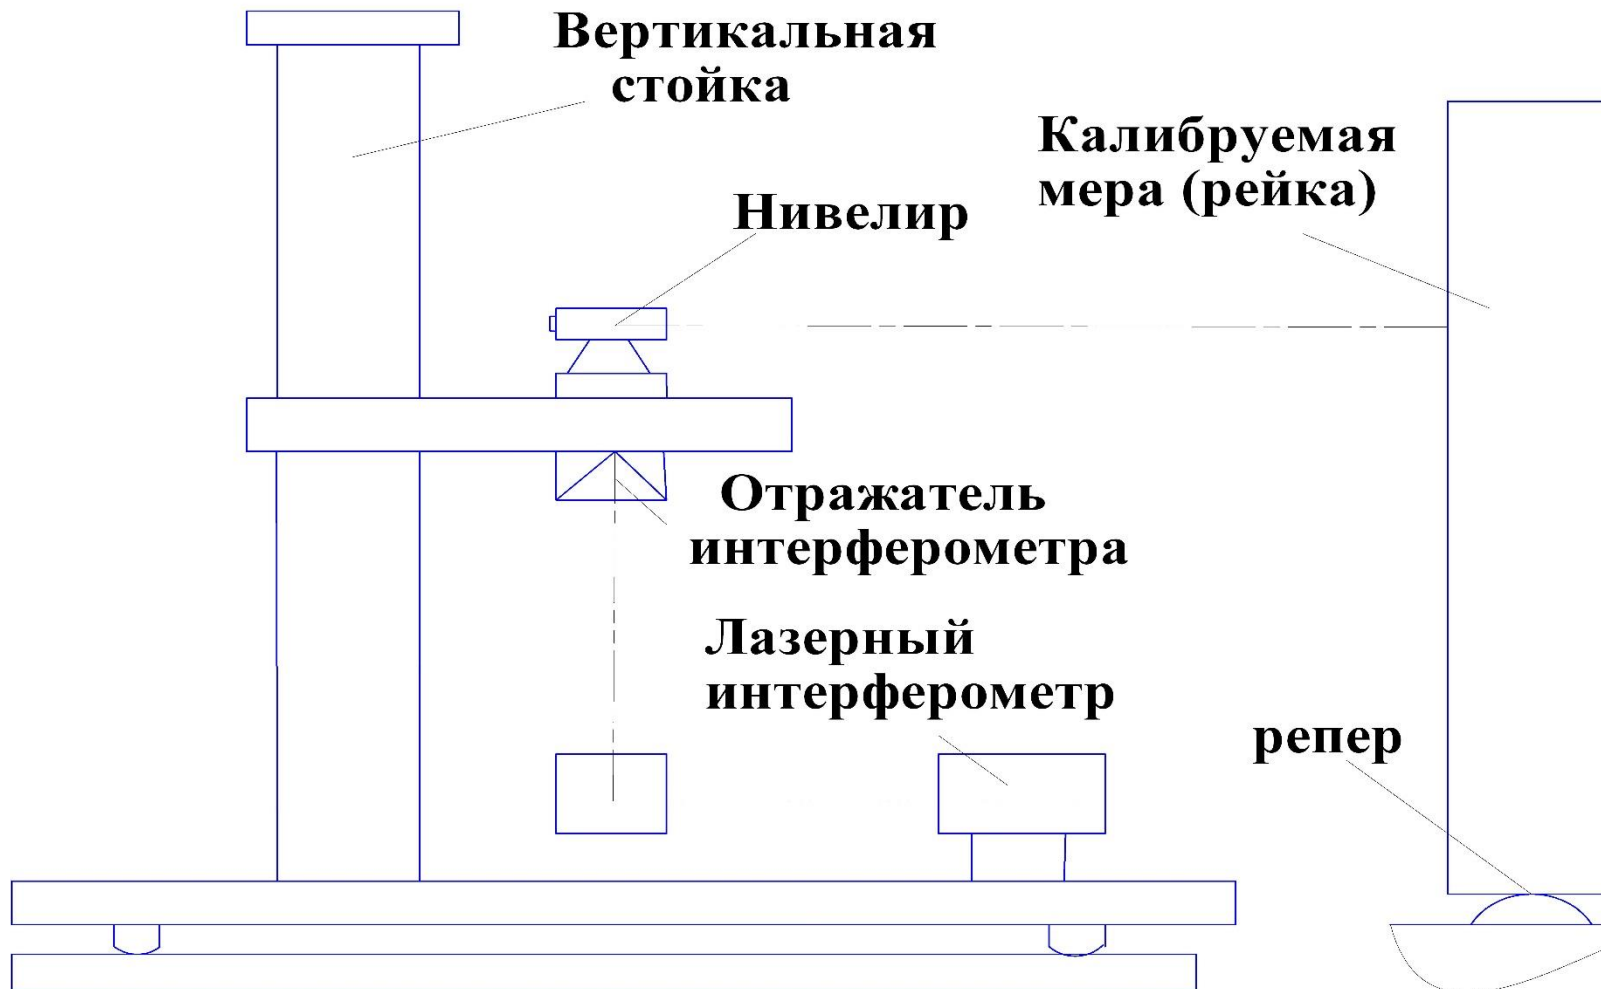 Вертикальная
стойка
Калибруемая
мера (рейка)
Нивелир
Отражатель
интерферометра
Лазерный
интерферометр
репер